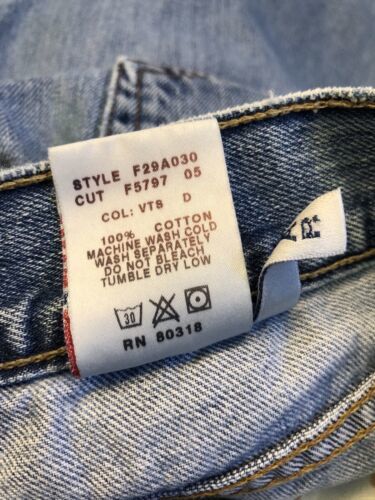 STYLE F29A030
CUT F5797 05
COL: VTS D
100% COTTON
MACHINE WASH COLD
WASH SEPARATELY
DO NOT BLEACH
TUMBLE DRY LOW
30
RN 80318